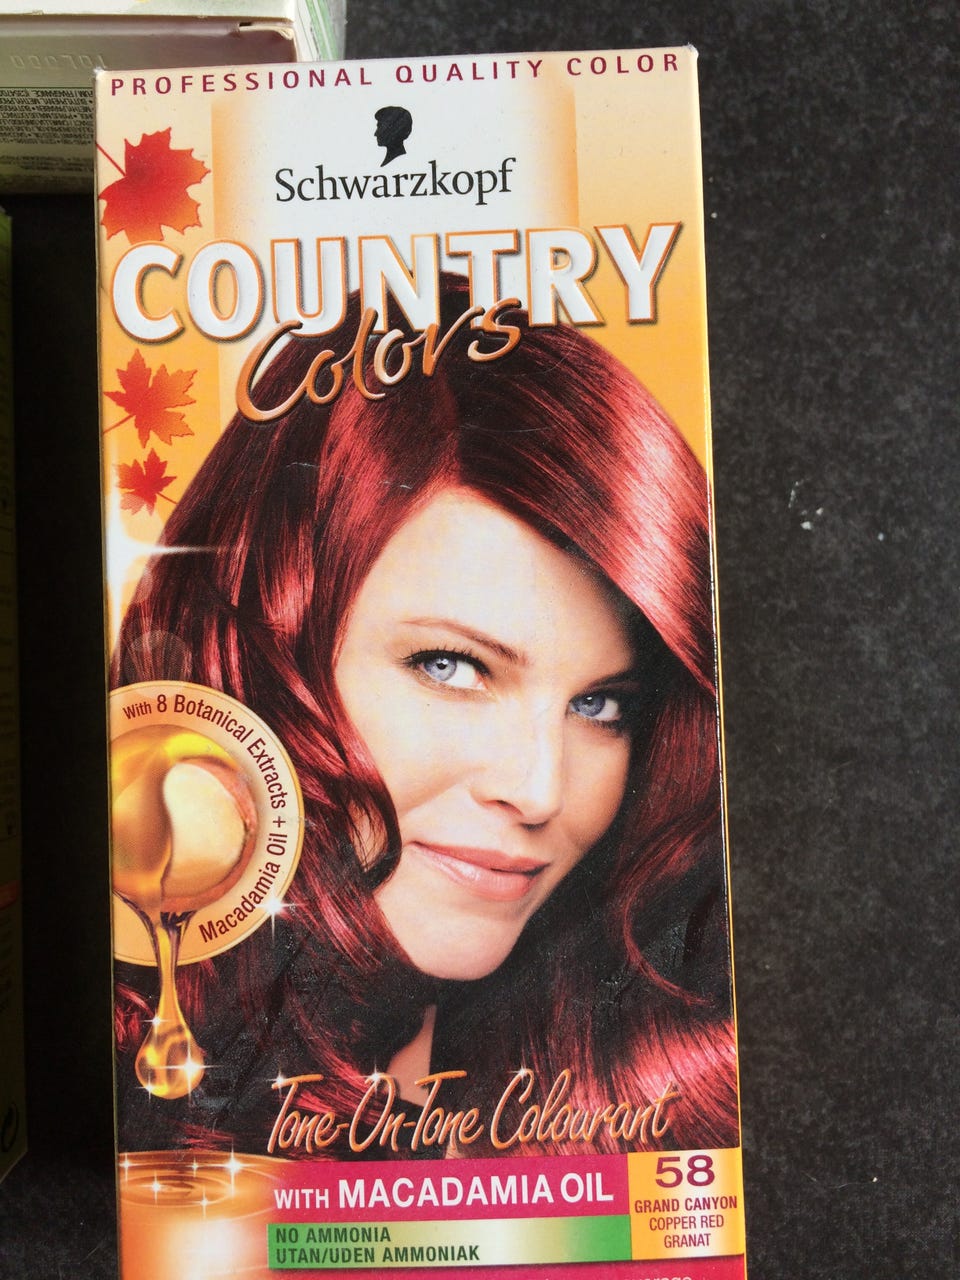 PROFESSIONAL QUALITY COLOR
Schwarzkopf
COUNTRY
Colors
With 8 Botanical Extracts + Macadamia Oil
Tone-On-Tone Colourant
WITH MACADAMIA OIL
58
GRAND CANYON
COPPER RED
GRANAT
NO AMMONIA
UTAN/UDEN AMMONIAK